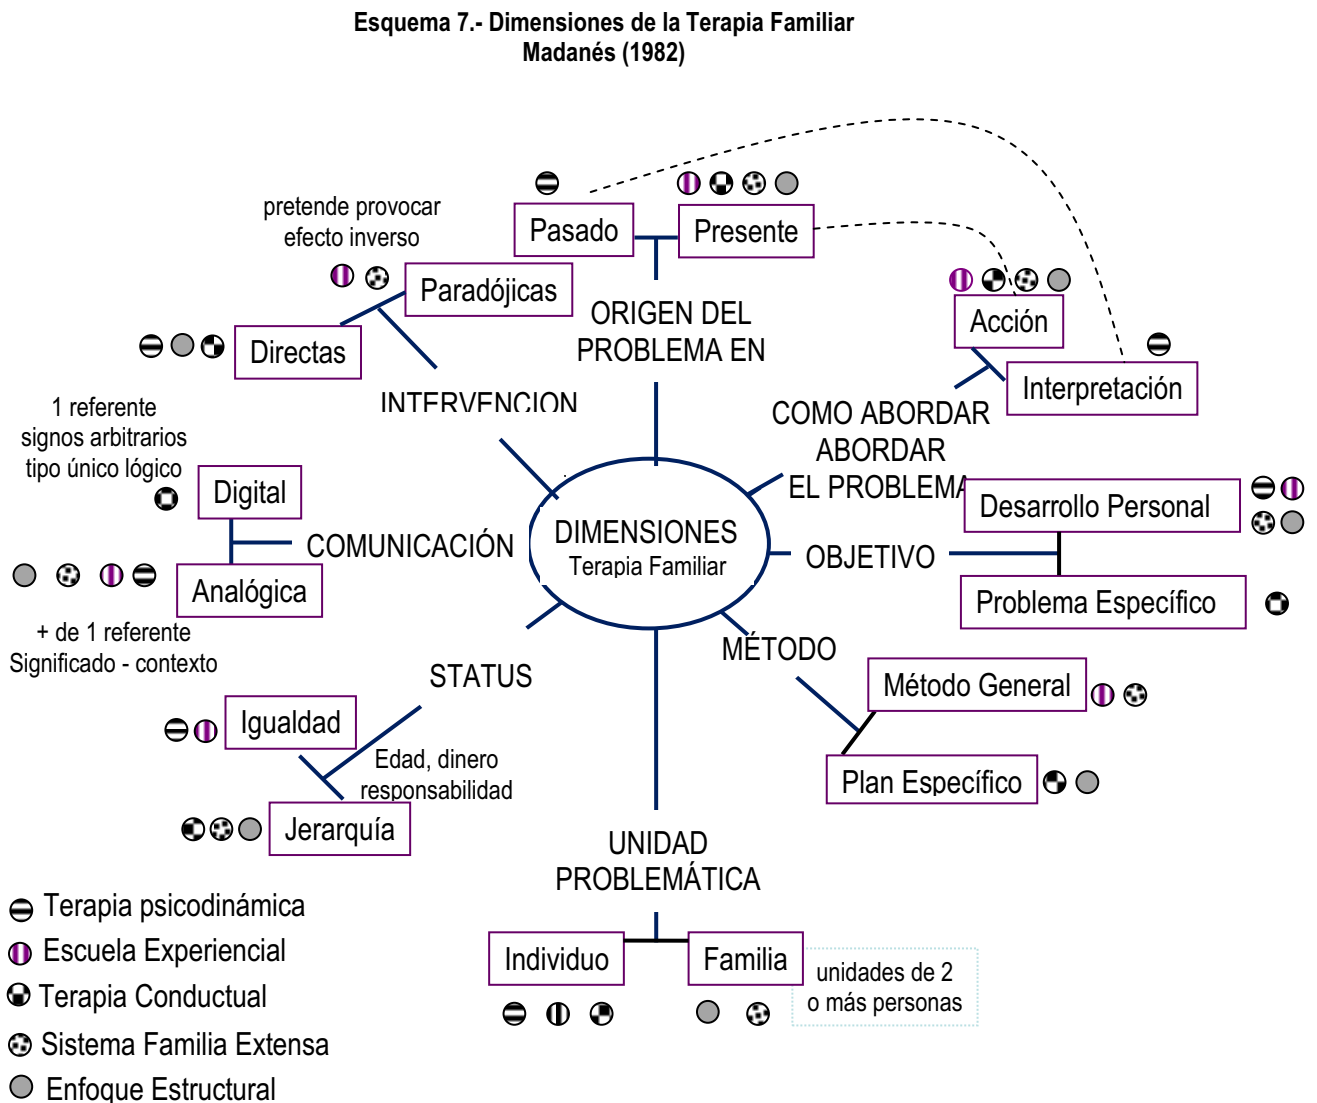 Esquema 7.- Dimensiones de la Terapia Familiar
Madanés (1982)
pretende provocar
efecto inverso
Pasado
Presente
Paradójicas
Directas
ORIGEN DEL
PROBLEMA EN
Acción
Interpretación
INTERVENCION
COMO ABORDAR
ABORDAR
EL PROBLEMA
1 referente
signos arbitrarios
tipo único lógico
Digital
COMUNICACIÓN
Analógica
+ de 1 referente
Significado - contexto
DIMENSIONES
Terapia Familiar
OBJETIVO
Desarrollo Personal
Problema Específico
MÉTODO
Método General
Plan Específico
STATUS
Igualdad
Edad, dinero
responsabilidad
Jerarquía
UNIDAD
PROBLEMÁTICA
Individuo
Familia
unidades de 2
o más personas
Terapia psicodinámica
Escuela Experiencial
Terapia Conductual
Sistema Familia Extensa
Enfoque Estructural